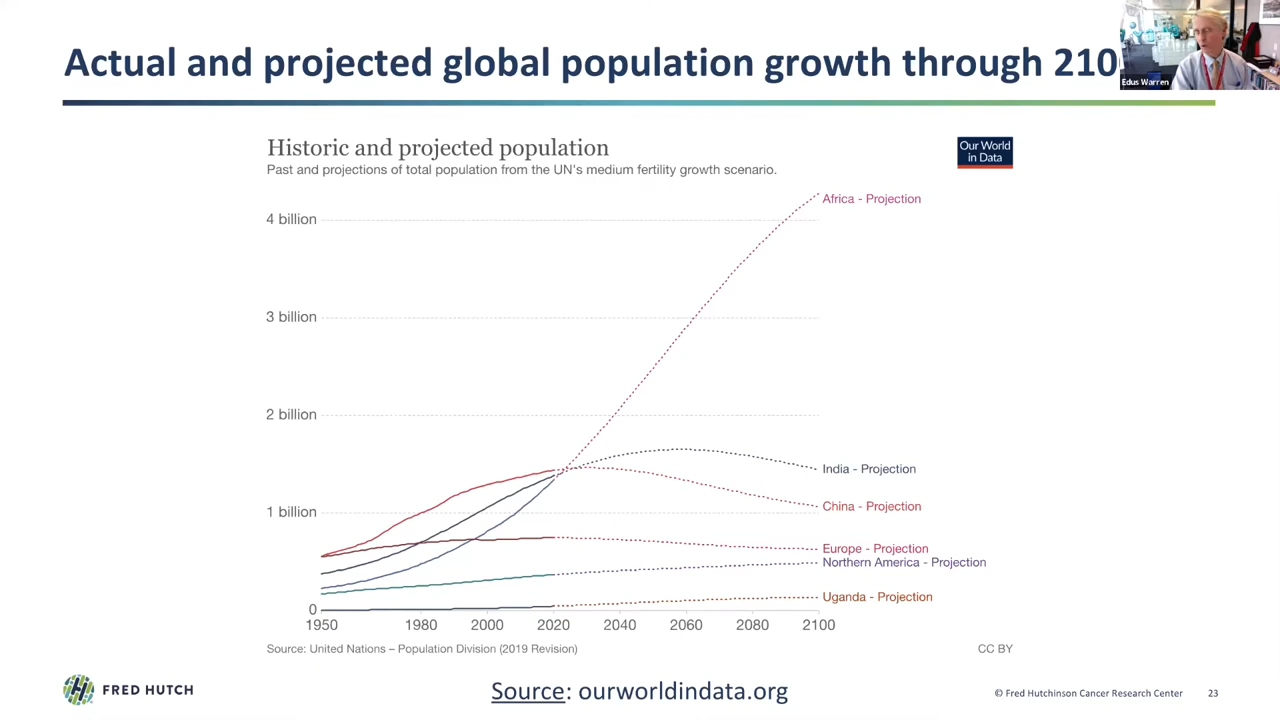 Actual and projected global population growth through 210
Edus Warren
Historic and projected population
Past and projections of total population from the UN's medium fertility growth scenario.
Our World
in Data
Africa - Projection
4 billion
3 billion
2 billion
India - Projection
China - Projection
1 billion
Europe - Projection
Northern America - Projection
Uganda - Projection
0
1950 1980 2000 2020 2040 2060 2080 2100
Source: United Nations – Population Division (2019 Revision) CC BY
FRED HUTCH
Source: ourworldindata.org
© Fred Hutchinson Cancer Research Center 23